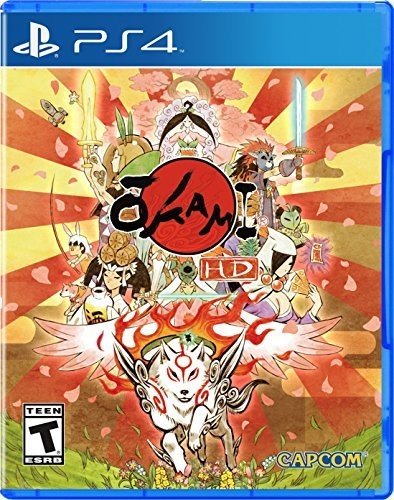 PS4
ŌKAMI
HD
TEEN
T
ESRB
CAPCOM